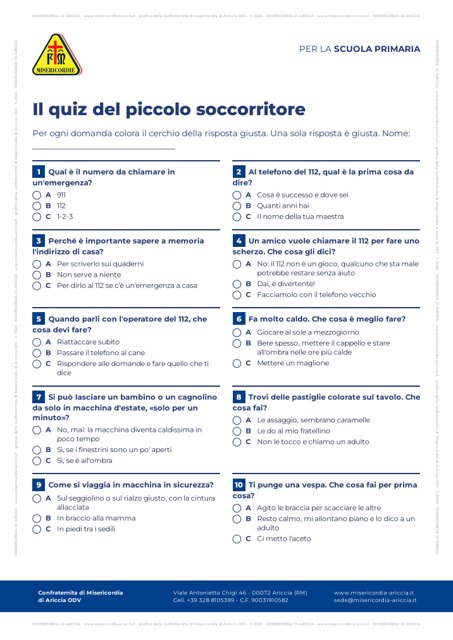 PER LA SCUOLA PRIMARIA
F M
MISERICORDIE
Il quiz del piccolo soccorritore
Per ogni domanda colora il cerchio della risposta giusta. Una sola risposta è giusta. Nome:
1 Qual è il numero da chiamare in
un'emergenza?
A 911
B 112
C 1-2-3
2 Al telefono del 112, qual è la prima cosa da
dire?
A Cosa è successo e dove sei
B Quanti anni hai
C Il nome della tua maestra
3 Perché è importante sapere a memoria
l'indirizzo di casa?
A Per scriverlo sui quaderni
B Non serve a niente
C Per dirlo al 112 se c'è un'emergenza a casa
4 Un amico vuole chiamare il 112 per fare uno
scherzo. Che cosa gli dici?
A No: il 112 non è un gioco, qualcuno che sta male
potrebbe restare senza aiuto
B Dai, è divertente!
C Facciamolo con il telefono vecchio
5 Quando parli con l'operatore del 112, che
cosa devi fare?
A Riattaccare subito
B Passare il telefono al cane
C Rispondere alle domande e fare quello che ti
dice
6 Fa molto caldo. Che cosa è meglio fare?
A Giocare al sole a mezzogiorno
B Bere spesso, mettere il cappello e stare
all'ombra nelle ore più calde
C Mettere un maglione
7 Si può lasciare un bambino o un cagnolino
da solo in macchina d'estate, «solo per un
minuto»?
A No, mai: la macchina diventa caldissima in
poco tempo
B Sì, se i finestrini sono un po' aperti
C Sì, se è all'ombra
8 Trovi delle pastiglie colorate sul tavolo. Che
cosa fai?
A Le assaggio, sembrano caramelle
B Le do al mio fratellino
C Non le tocco e chiamo un adulto
9 Come si viaggia in macchina in sicurezza?
A Sul seggiolino o sul rialzo giusto, con la cintura
allacciata
B In braccio alla mamma
C In piedi tra i sedili
10 Ti punge una vespa. Che cosa fai per prima
cosa?
A Agito le braccia per scacciare le altre
B Resto calmo, mi allontano piano e lo dico a un
adulto
C Ci metto l'aceto
Confraternita di Misericordia
di Ariccia ODV
Viale Antonietta Chigi 46 - 00072 Ariccia (RM)
Cell. +39 328 8105399 - C.F. 90031910582
www.misericordia-ariccia.it
sede@misericordia-ariccia.it